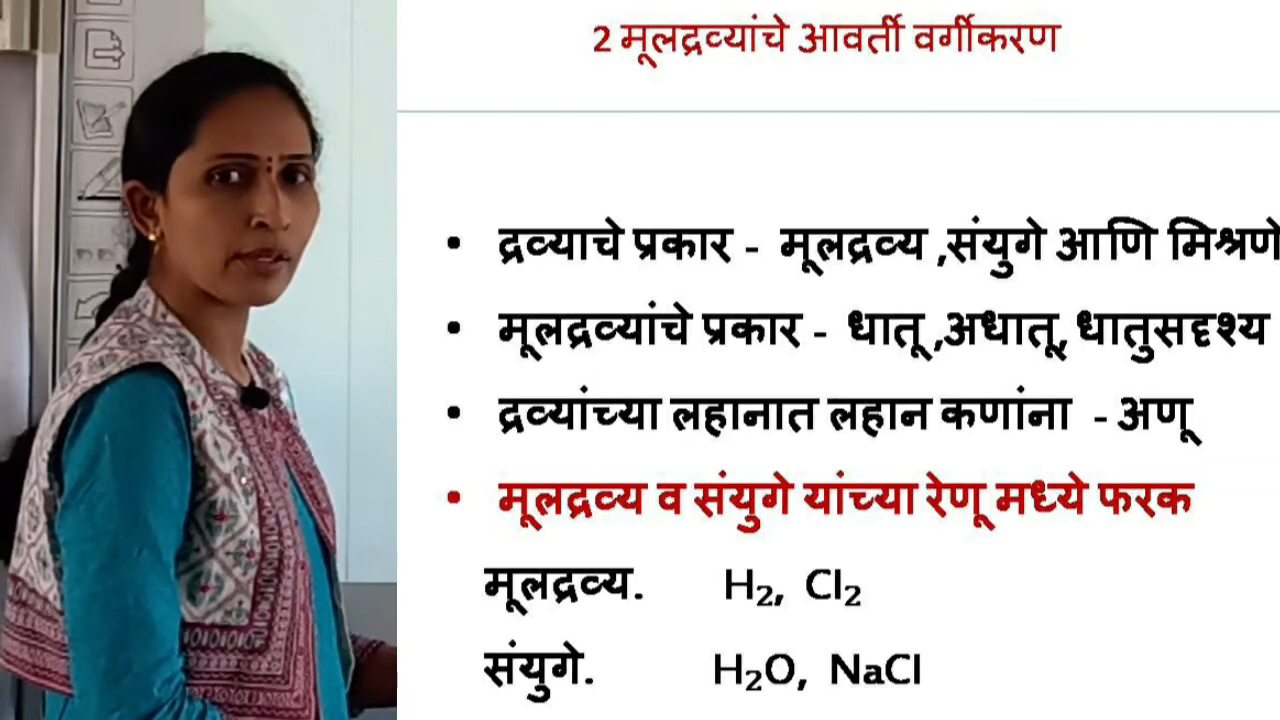 2 मूलद्रव्यांचे आवर्ती वर्गीकरण
• द्रव्याचे प्रकार - मूलद्रव्य ,संयुगे आणि मिश्रणे
• मूलद्रव्यांचे प्रकार - धातू ,अधातू, धातुसदृश्य
• द्रव्यांच्या लहानात लहान कणांना - अणू
• मूलद्रव्य व संयुगे यांच्या रेणू मध्ये फरक
मूलद्रव्य. H₂, Cl₂
संयुगे. H₂O, NaCl